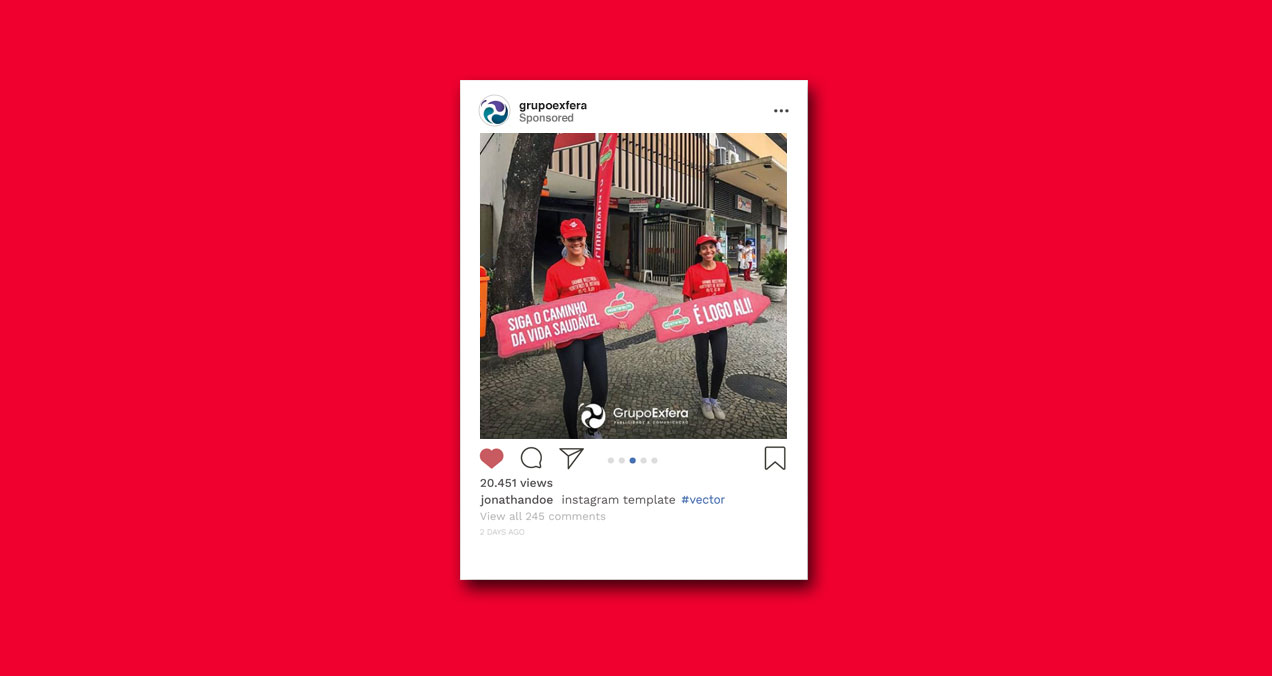 grupoexfera
Sponsored
SIGA O CAMINHO
DA VIDA SAUDÁVEL
É LOGO ALI!
GrupoExfera
PUBLICIDADE E COMUNICAÇÃO
20.451 views
jonathandoe instagram template #vector
View all 245 comments
2 DAYS AGO